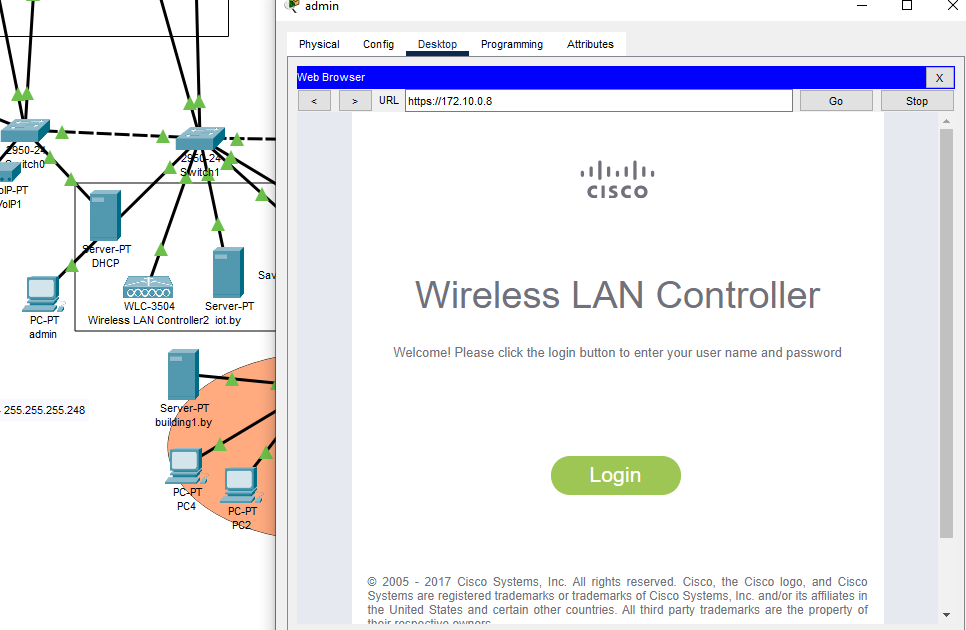 admin
Physical
Config
Desktop
Programming
Attributes
Web Browser
X
<
>
URL
https://172.10.0.8
Go
Stop
CISCO
Wireless LAN Controller
Welcome! Please click the login button to enter your user name and password
Login
© 2005 - 2017 Cisco Systems, Inc. All rights reserved. Cisco, the Cisco logo, and Cisco
Systems are registered trademarks or trademarks of Cisco Systems, Inc. and/or its affiliates in
the United States and certain other countries. All third party trademarks are the property of
their respective owners.
2950-24
Switch0
2950-24
Switch1
oIP-PT
VoIP1
Server-PT
DHCP
PC-PT
admin
WLC-3504
Wireless LAN Controller2
Server-PT
iot.by
Sav
255.255.255.248
Server-PT
building1.by
PC-PT
PC4
PC-PT
PC2